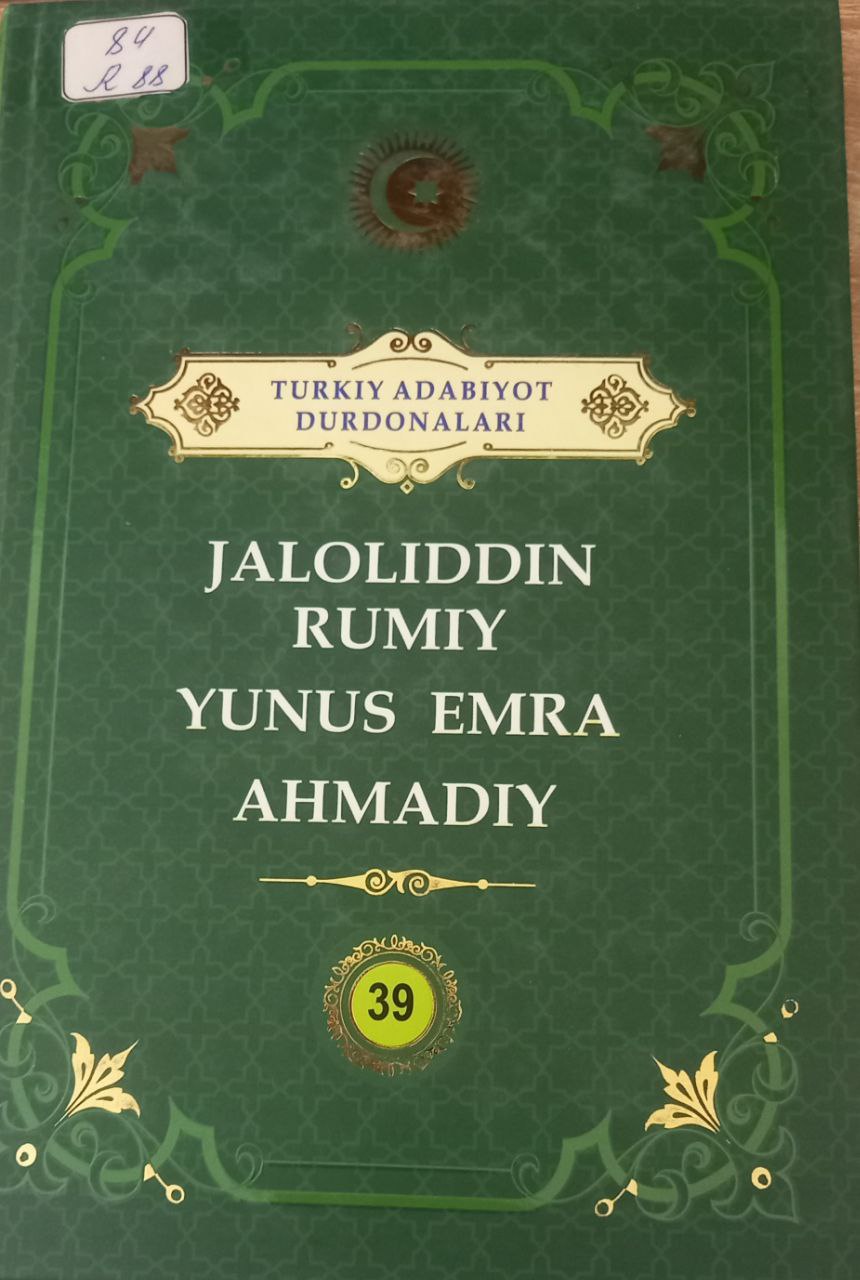 84
R 88
TURKIY ADABIYOT
DURDONALARI
JALOLIDDIN
RUMIY
YUNUS EMRA
AHMADIY
39